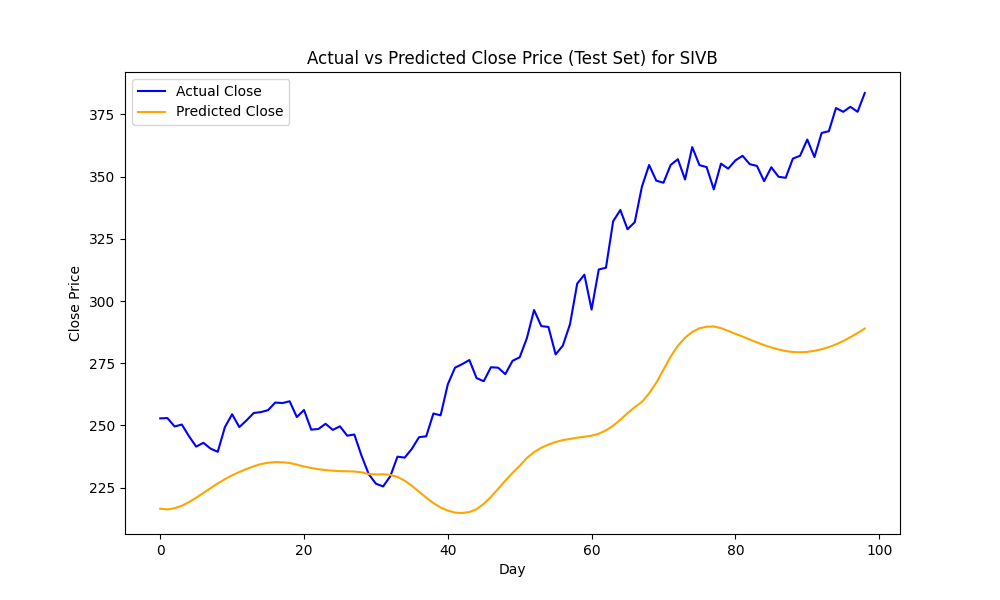 Actual vs Predicted Close Price (Test Set) for SIVB
Actual Close
Predicted Close
375
350
325
300
275
250
225
Close Price
0 20 40 60 80 100
Day